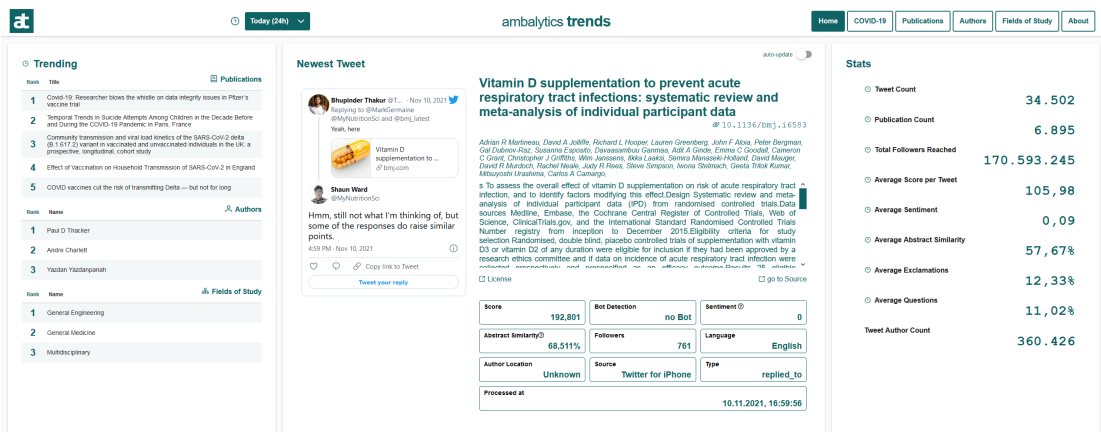 at
Today (24h)
ambalytics trends
Home
COVID-19
Publications
Authors
Fields of Study
About
Trending
Publications
Rank Title
1 Covid-19: Researcher blows the whistle on data integrity issues in Pfizer's
vaccine trial
2 Temporal Trends in Suicide Attempts Among Children in the Decade Before
and During the COVID-19 Pandemic in Paris, France
3 Community transmission and viral load kinetics of the SARS-CoV-2 delta
(B.1.617.2) variant in vaccinated and unvaccinated individuals in the UK: a
prospective, longitudinal, cohort study
4 Effect of Vaccination on Household Transmission of SARS-CoV-2 in England
5 COVID vaccines cut the risk of transmitting Delta — but not for long
Authors
Rank Name
1 Paul D Thacker
2 Andre Charlett
3 Yazdan Yazdanpanah
Fields of Study
Rank Name
1 General Engineering
2 General Medicine
3 Multidisciplinary
Newest Tweet
auto-update
Bhupinder Thakur @T... · Nov 10, 2021
Replying to @MarkGermaine
@MyNutritionSci and @bmj_latest
Yeah, here
Vitamin D
supplementation to ...
bmj.com
Shaun Ward
@MyNutritionSci
Hmm, still not what I'm thinking of, but
some of the responses do raise similar
points.
4:59 PM · Nov 10, 2021
Copy link to Tweet
Tweet your reply
Vitamin D supplementation to prevent acute
respiratory tract infections: systematic review and
meta-analysis of individual participant data
10.1136/bmj.i6583
Adrian R Martineau, David A Jolliffe, Richard L Hooper, Lauren Greenberg, John F Aloia, Peter Bergman,
Gal Dubnov-Raz, Susanna Esposito, Davaasambuu Ganmaa, Adit A Ginde, Emma C Goodall, Cameron
C Grant, Christopher J Griffiths, Wim Janssens, Ilkka Laaksi, Semira Manaseki-Holland, David Mauger,
David R Murdoch, Rachel Neale, Judy R Rees, Steve Simpson, Iwona Stelmach, Geeta Trilok Kumar,
Mitsuyoshi Urashima, Carlos A Camargo,
s To assess the overall effect of vitamin D supplementation on risk of acute respiratory tract
infection, and to identify factors modifying this effect.Design Systematic review and meta-
analysis of individual participant data (IPD) from randomised controlled trials.Data
sources Medline, Embase, the Cochrane Central Register of Controlled Trials, Web of
Science, ClinicalTrials.gov, and the International Standard Randomised Controlled Trials
Number registry from inception to December 2015.Eligibility criteria for study
selection Randomised, double blind, placebo controlled trials of supplementation with vitamin
D3 or vitamin D2 of any duration were eligible for inclusion if they had been approved by a
research ethics committee and if data on incidence of acute respiratory tract infection were
collected prospectively and prespecified as an efficacy outcome.Results 25 eligible
License
go to Source
Score
192,801
Bot Detection
no Bot
Sentiment
0
Abstract Similarity
68,511%
Followers
761
Language
English
Author Location
Unknown
Source
Twitter for iPhone
Type
replied_to
Processed at
10.11.2021, 16:59:56
Stats
Tweet Count
34.502
Publication Count
6.895
Total Followers Reached
170.593.245
Average Score per Tweet
105,98
Average Sentiment
0,09
Average Abstract Similarity
57,67%
Average Exclamations
12,33%
Average Questions
11,02%
Tweet Author Count
360.426